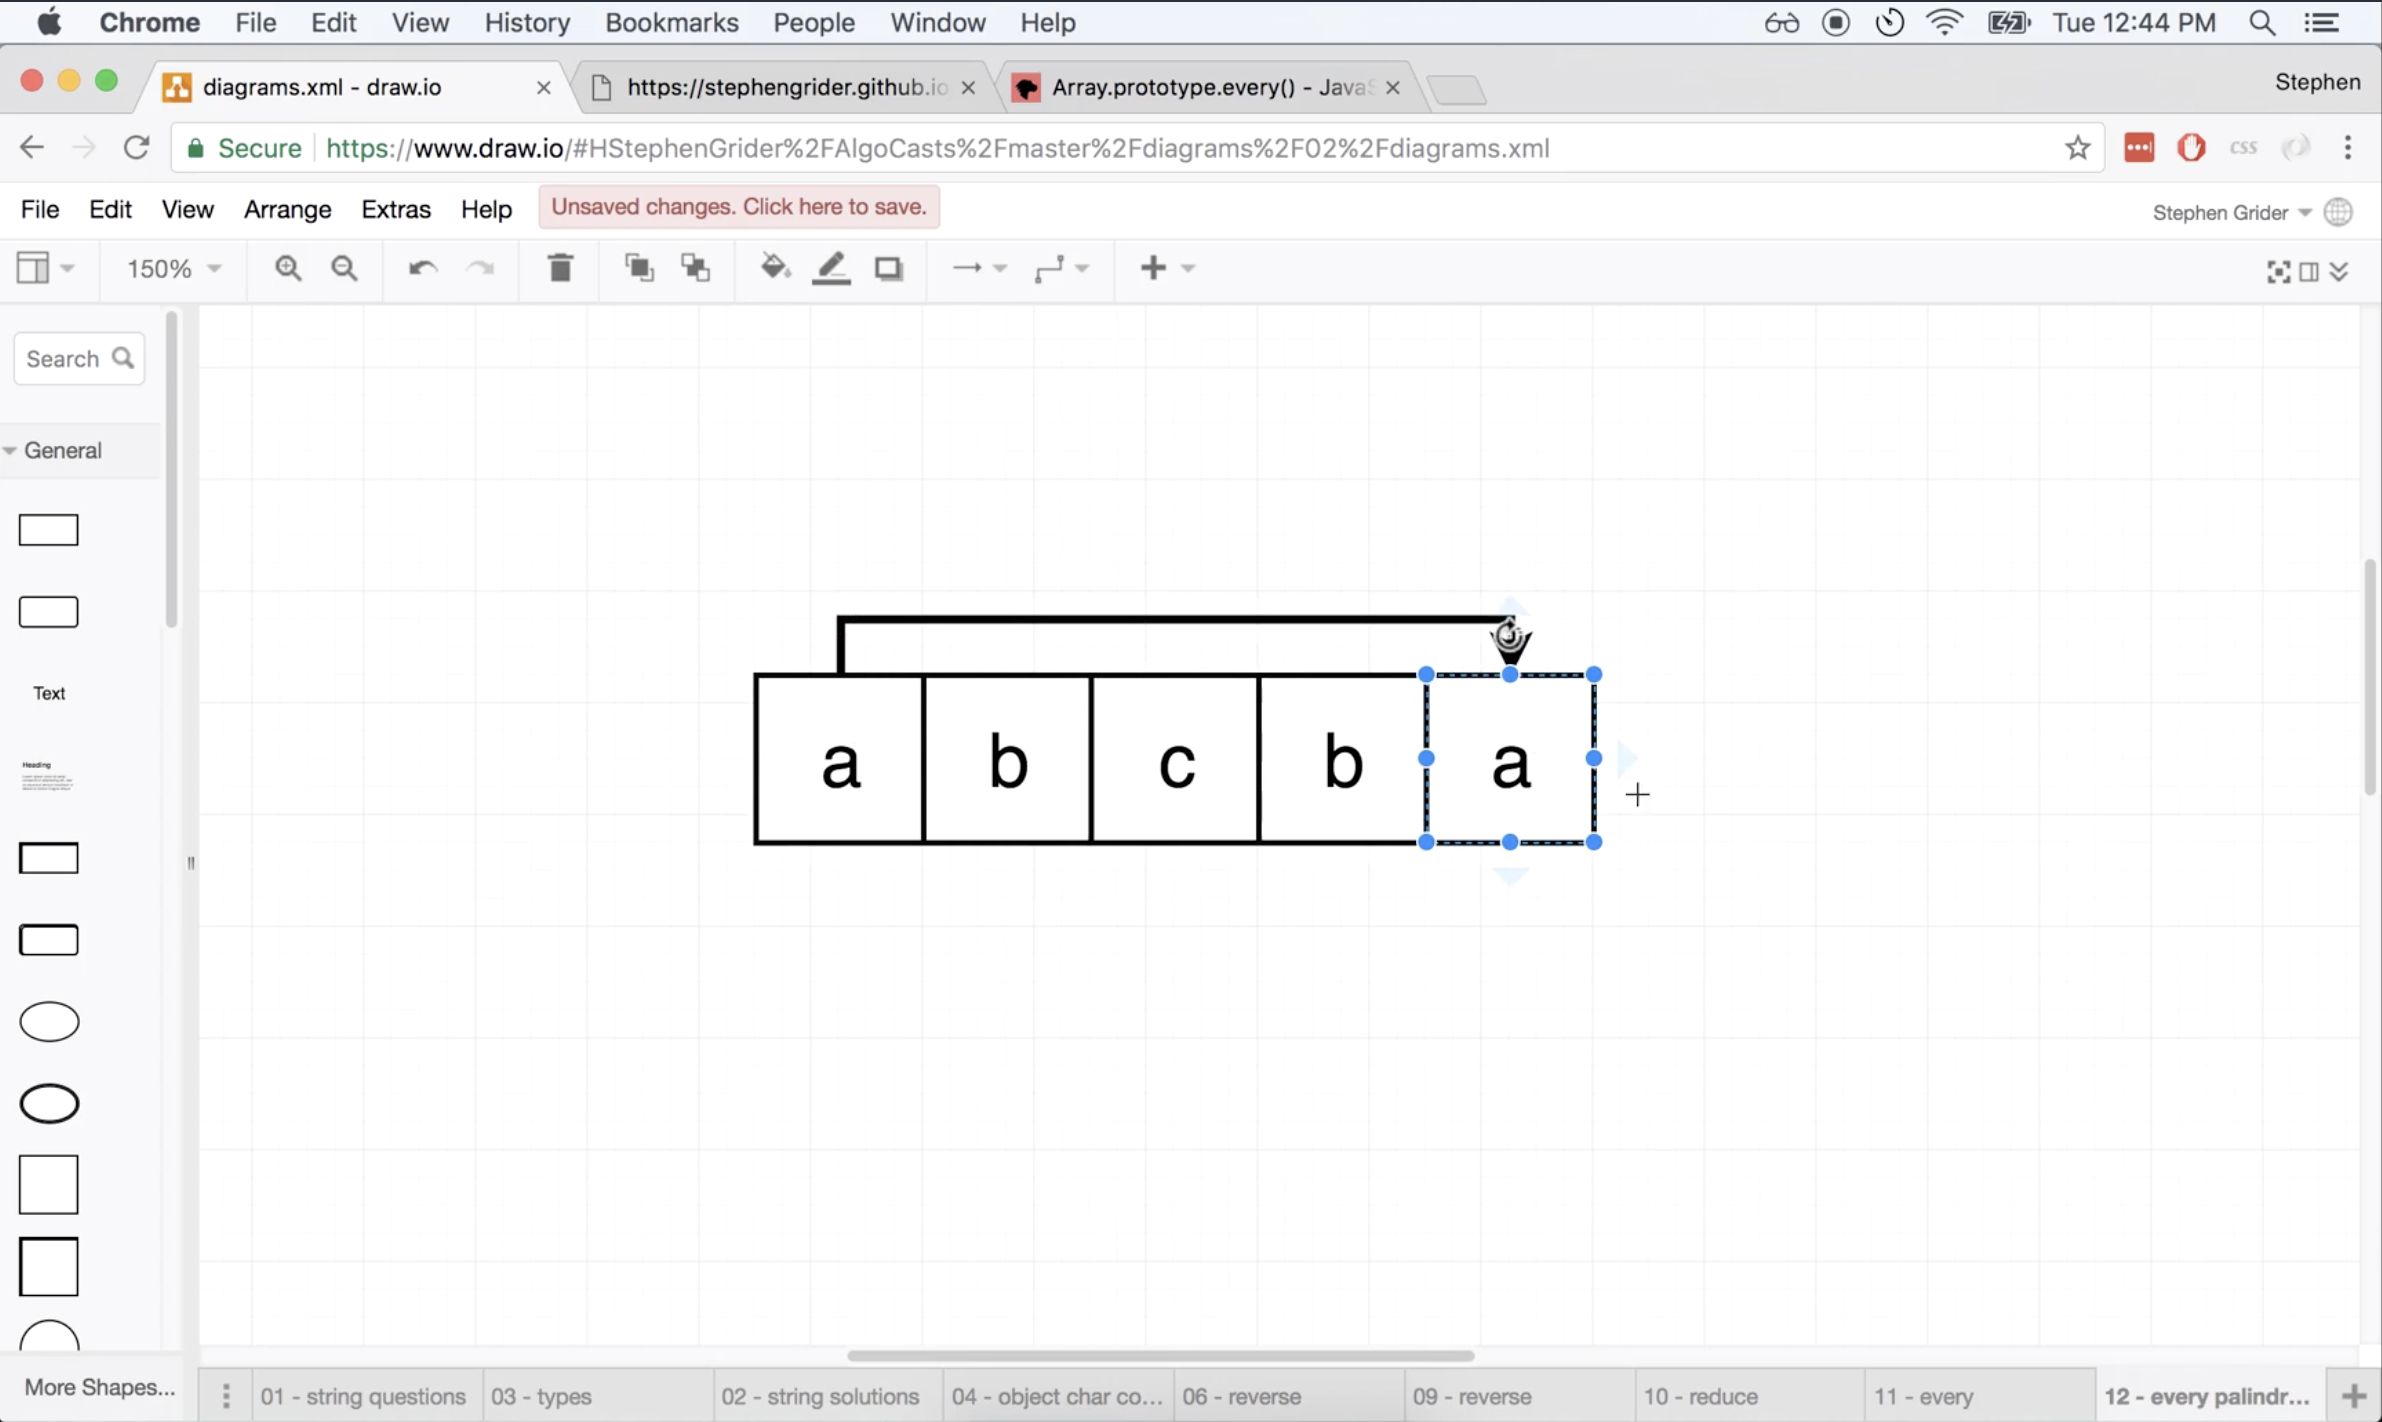 Chrome File Edit View History Bookmarks People Window Help Tue 12:44 PM
diagrams.xml - draw.io https://stephengrider.github.io Array.prototype.every() - JavaS Stephen
Secure https://www.draw.io/#HStephenGrider%2FAlgoCasts%2Fmaster%2Fdiagrams%2F02%2Fdiagrams.xml css
File Edit View Arrange Extras Help Unsaved changes. Click here to save. Stephen Grider
150%
Search
General
Text
Heading
a b c b a
More Shapes...
01 - string questions 03 - types 02 - string solutions 04 - object char co... 06 - reverse 09 - reverse 10 - reduce 11 - every 12 - every palindr...